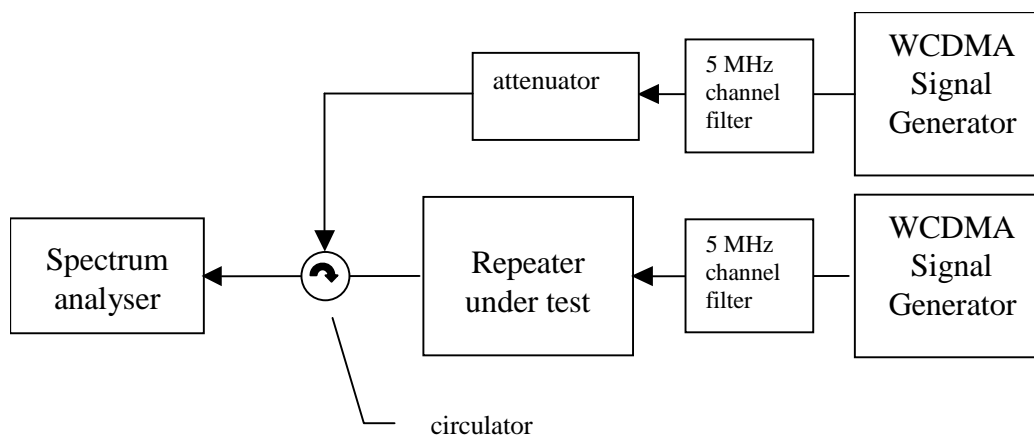 attenuator
5 MHz
channel
filter
WCDMA
Signal
Generator
Spectrum
analyser
Repeater
under test
5 MHz
channel
filter
WCDMA
Signal
Generator
circulator